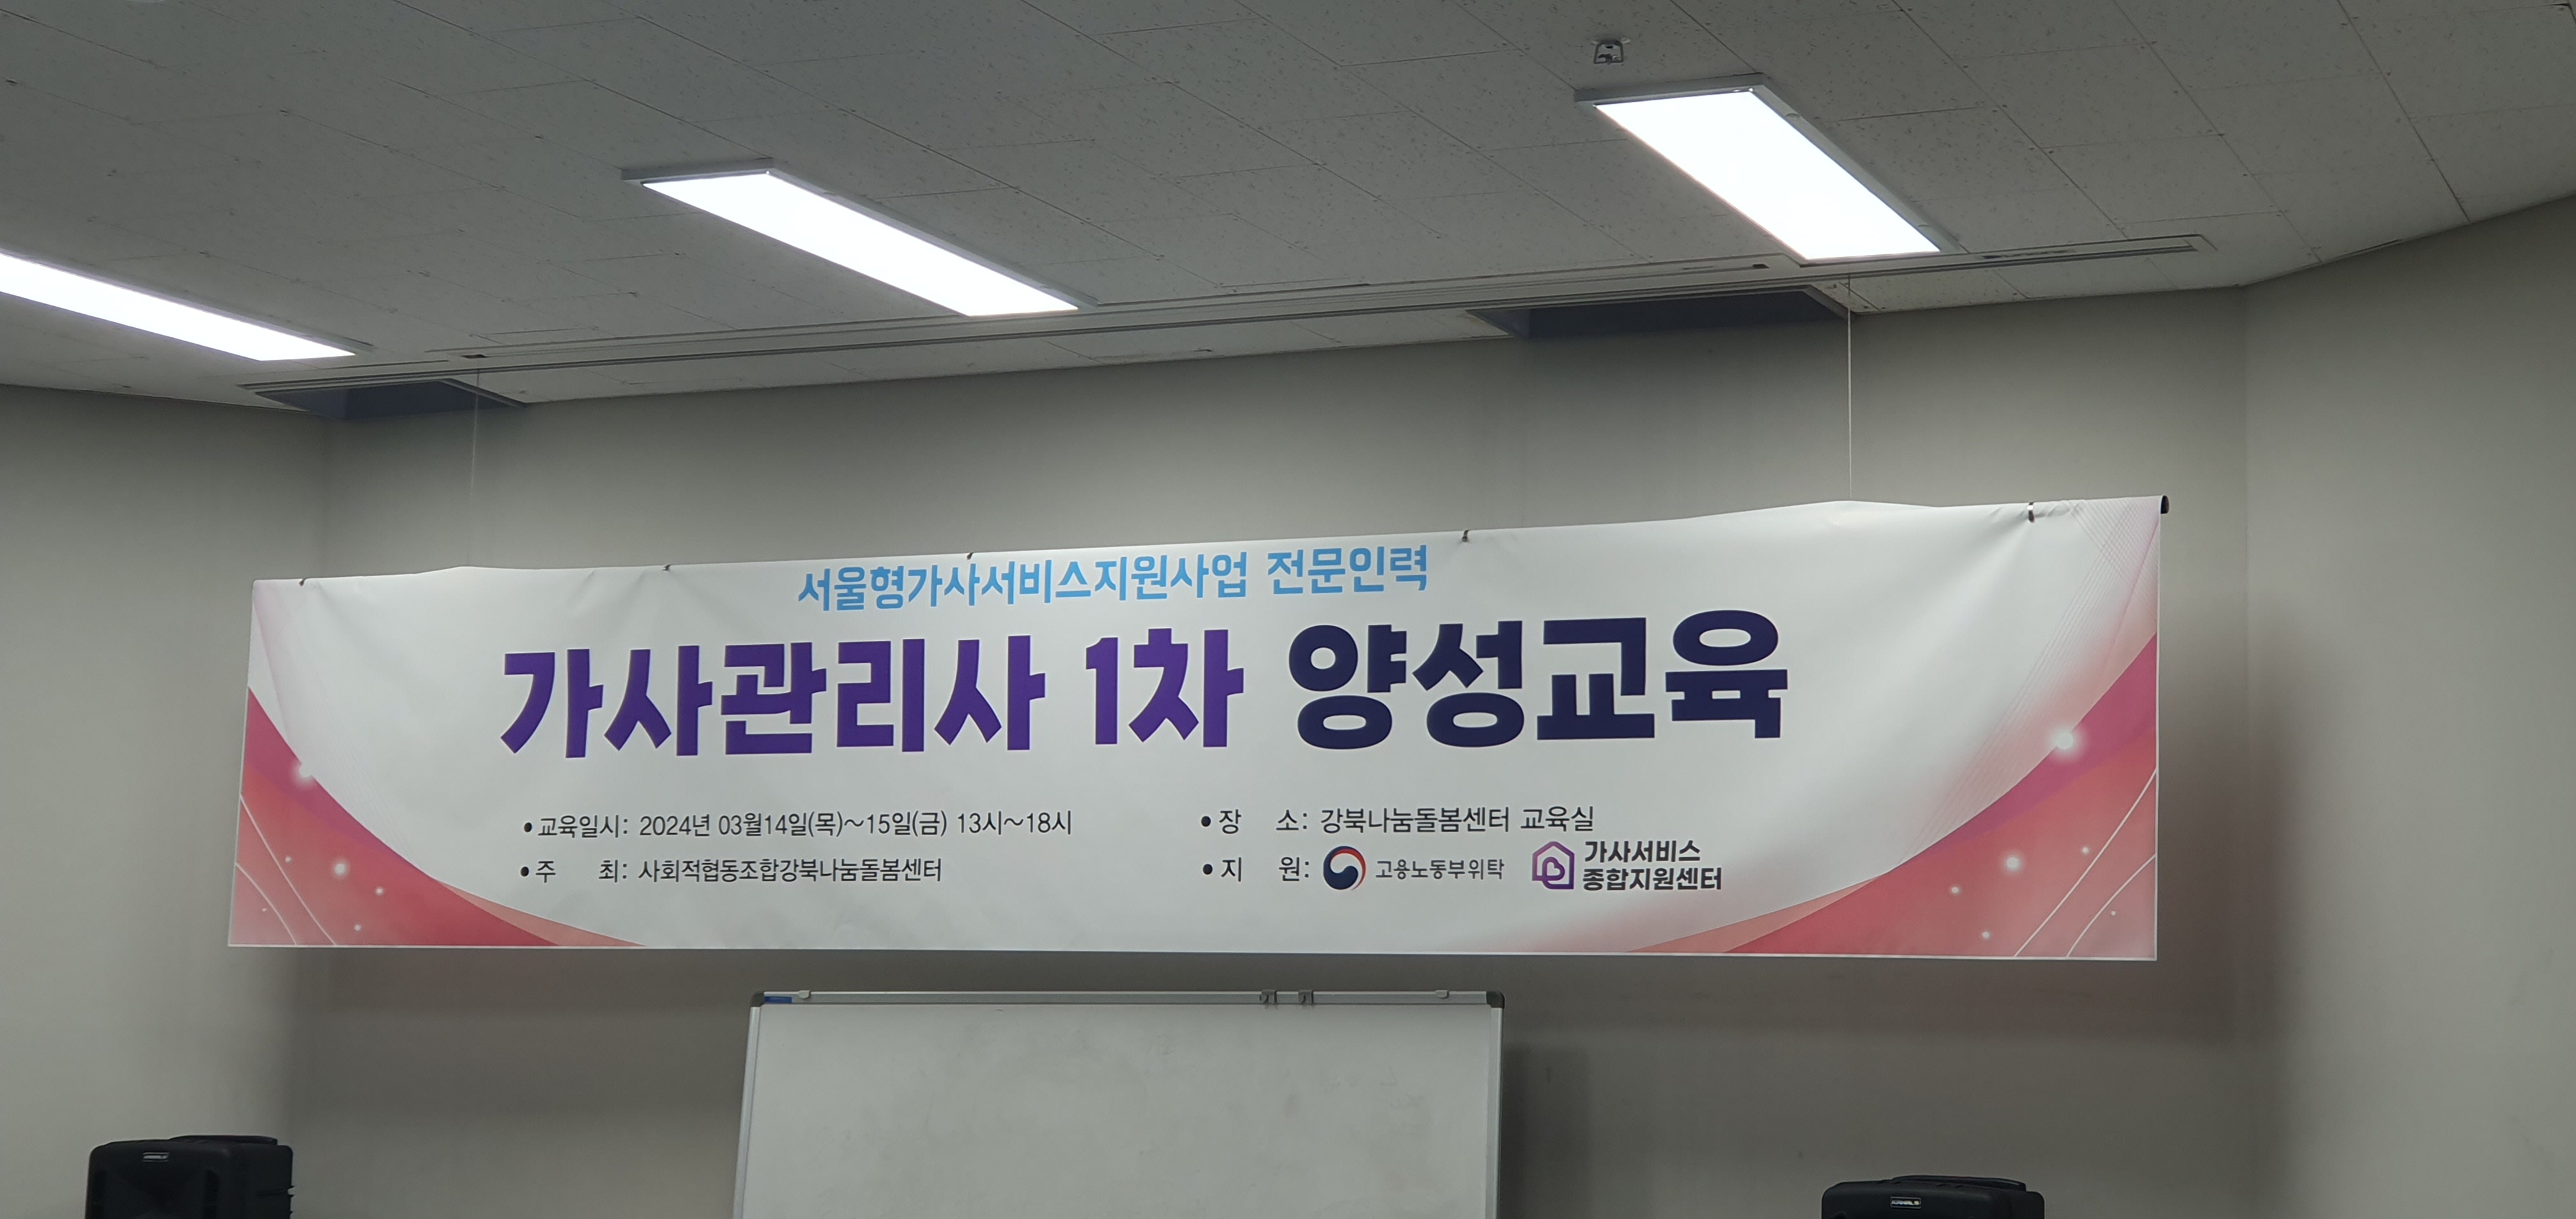 서울형가사서비스지원사업 전문인력
가사관리사 1차 양성교육
• 교육일시: 2024년 03월14일(목)~15일(금) 13시~18시
• 주 최: 사회적협동조합강북나눔돌봄센터
• 장 소: 강북나눔돌봄센터 교육실
• 지 원: 고용노동부위탁 가사서비스
종합지원센터